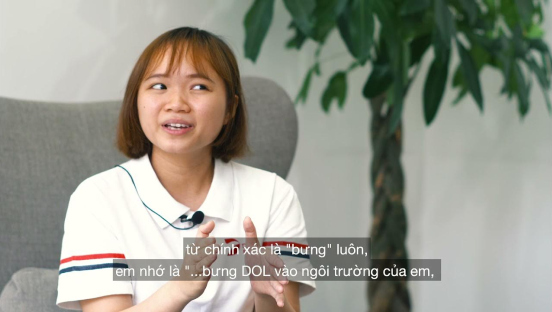 từ chính xác là "bưng" luôn,
em nhớ là "...bưng DOL vào ngôi trường của em,